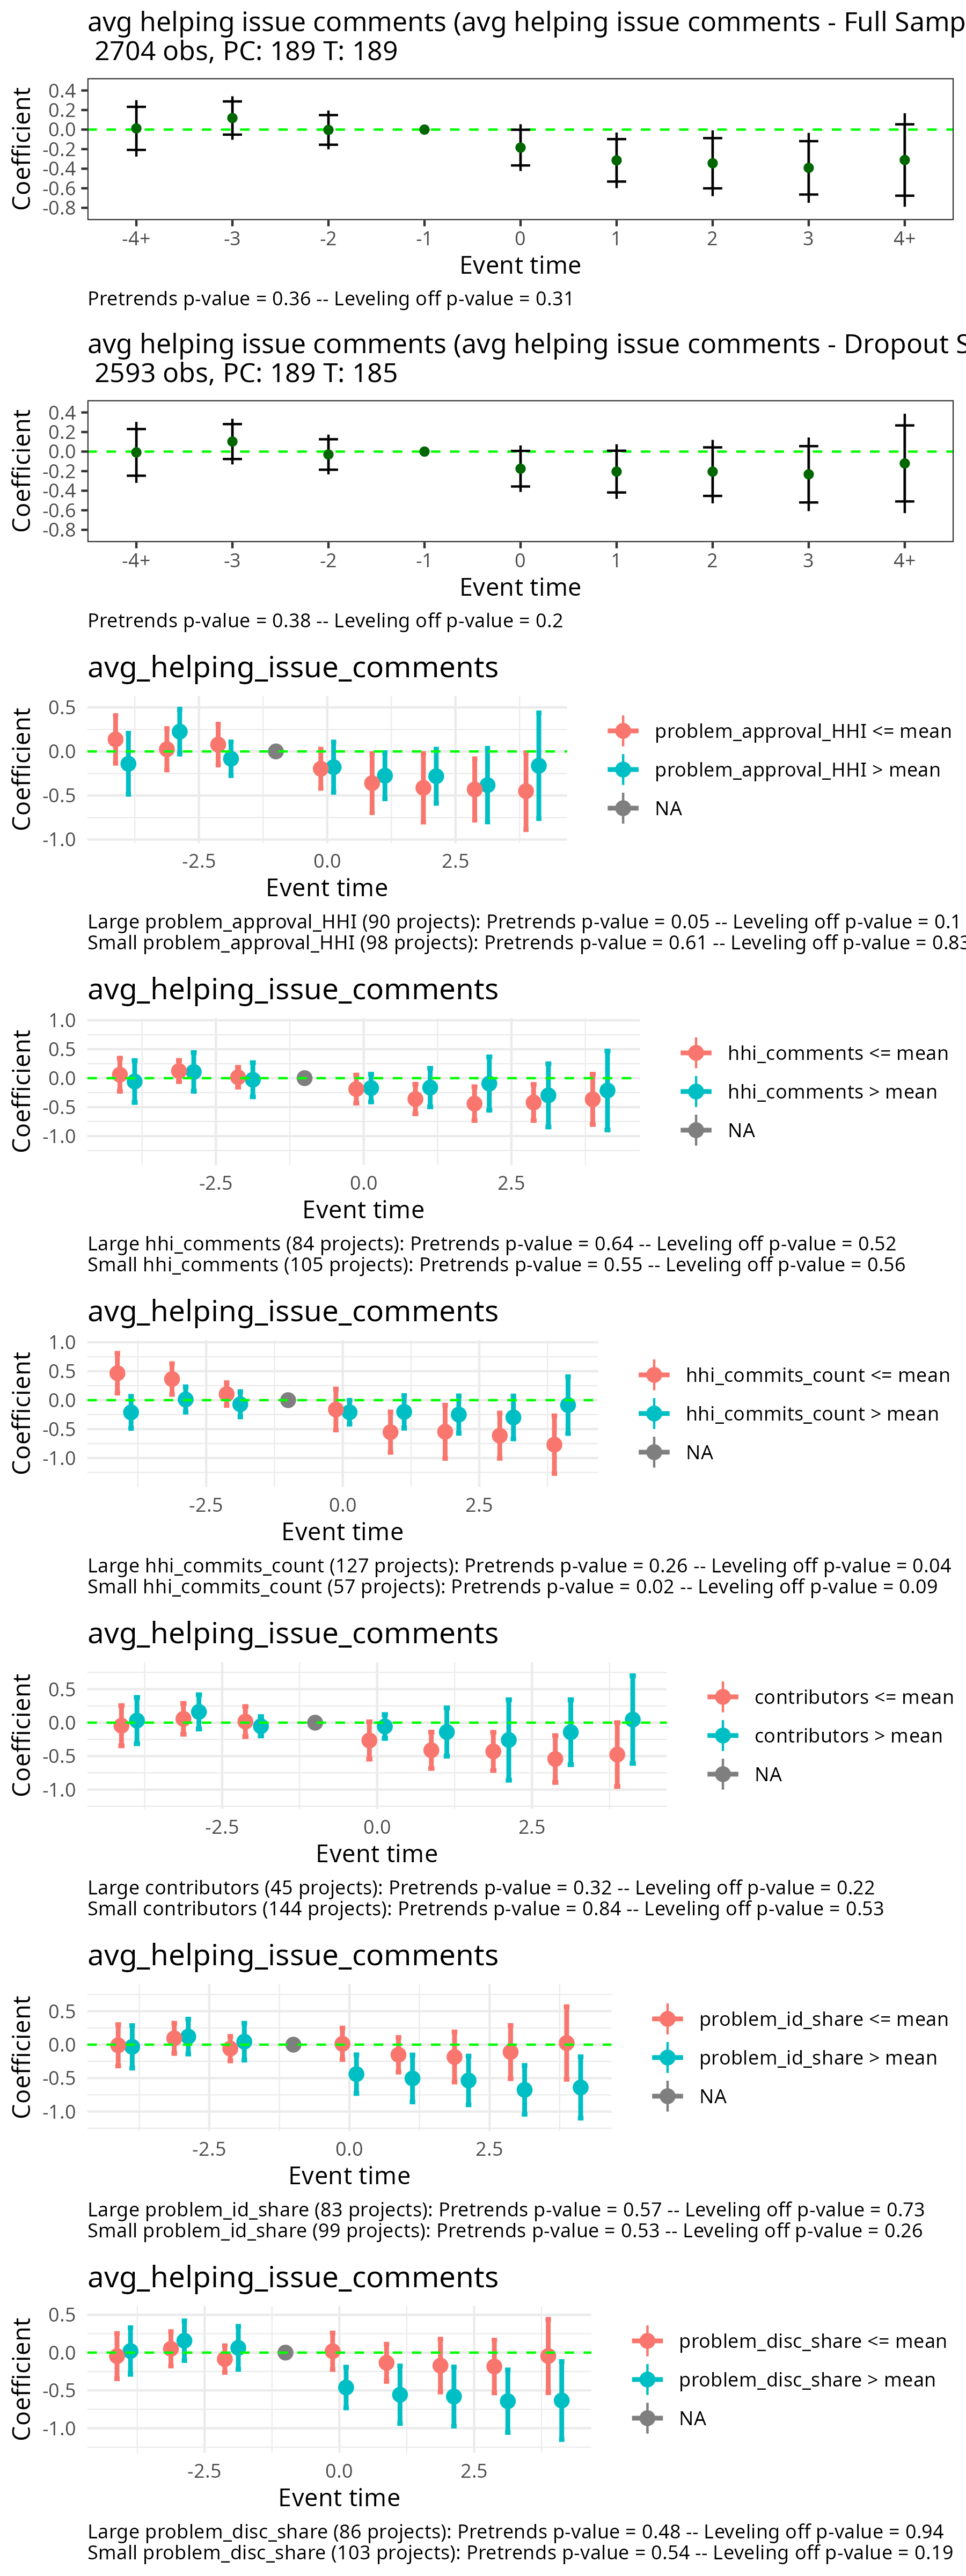 avg helping issue comments (avg helping issue comments - Full Samp
2704 obs, PC: 189 T: 189
Coefficient
0.4
0.2
0.0
-0.2
-0.4
-0.6
-0.8
-4+ -3 -2 -1 0 1 2 3 4+
Event time
Pretrends p-value = 0.36 -- Leveling off p-value = 0.31
avg helping issue comments (avg helping issue comments - Dropout S
2593 obs, PC: 189 T: 185
Coefficient
0.4
0.2
0.0
-0.2
-0.4
-0.6
-0.8
-4+ -3 -2 -1 0 1 2 3 4+
Event time
Pretrends p-value = 0.38 -- Leveling off p-value = 0.2
avg_helping_issue_comments
Coefficient
0.5
0.0
-0.5
-1.0
-2.5 0.0 2.5
Event time
problem_approval_HHI <= mean
problem_approval_HHI > mean
NA
Large problem_approval_HHI (90 projects): Pretrends p-value = 0.05 -- Leveling off p-value = 0.1
Small problem_approval_HHI (98 projects): Pretrends p-value = 0.61 -- Leveling off p-value = 0.83
avg_helping_issue_comments
Coefficient
1.0
0.5
0.0
-0.5
-1.0
-2.5 0.0 2.5
Event time
hhi_comments <= mean
hhi_comments > mean
NA
Large hhi_comments (84 projects): Pretrends p-value = 0.64 -- Leveling off p-value = 0.52
Small hhi_comments (105 projects): Pretrends p-value = 0.55 -- Leveling off p-value = 0.56
avg_helping_issue_comments
Coefficient
1.0
0.5
0.0
-0.5
-1.0
-2.5 0.0 2.5
Event time
hhi_commits_count <= mean
hhi_commits_count > mean
NA
Large hhi_commits_count (127 projects): Pretrends p-value = 0.26 -- Leveling off p-value = 0.04
Small hhi_commits_count (57 projects): Pretrends p-value = 0.02 -- Leveling off p-value = 0.09
avg_helping_issue_comments
Coefficient
0.5
0.0
-0.5
-1.0
-2.5 0.0 2.5
Event time
contributors <= mean
contributors > mean
NA
Large contributors (45 projects): Pretrends p-value = 0.32 -- Leveling off p-value = 0.22
Small contributors (144 projects): Pretrends p-value = 0.84 -- Leveling off p-value = 0.53
avg_helping_issue_comments
Coefficient
0.5
0.0
-0.5
-1.0
-2.5 0.0 2.5
Event time
problem_id_share <= mean
problem_id_share > mean
NA
Large problem_id_share (83 projects): Pretrends p-value = 0.57 -- Leveling off p-value = 0.73
Small problem_id_share (99 projects): Pretrends p-value = 0.53 -- Leveling off p-value = 0.26
avg_helping_issue_comments
Coefficient
0.5
0.0
-0.5
-1.0
-2.5 0.0 2.5
Event time
problem_disc_share <= mean
problem_disc_share > mean
NA
Large problem_disc_share (86 projects): Pretrends p-value = 0.48 -- Leveling off p-value = 0.94
Small problem_disc_share (103 projects): Pretrends p-value = 0.54 -- Leveling off p-value = 0.19